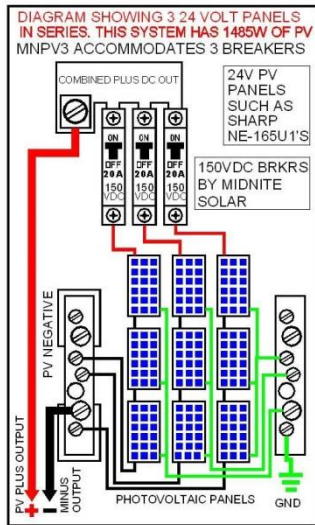 DIAGRAM SHOWING 3 24 VOLT PANELS
IN SERIES. THIS SYSTEM HAS 1485W OF PV
MNPV3 ACCOMMODATES 3 BREAKERS
COMBINED PLUS DC OUT
24V PV
PANELS
SUCH AS
SHARP
NE-165U1'S
ON ON ON
OFF OFF OFF
20A 20A 20A
150 150 150
VDC VDC VDC
150VDC BRKRS
BY MIDNITE
SOLAR
PV NEGATIVE
PV PLUS OUTPUT
+
MINUS
OUTPUT
-
PHOTOVOLTAIC PANELS
GND